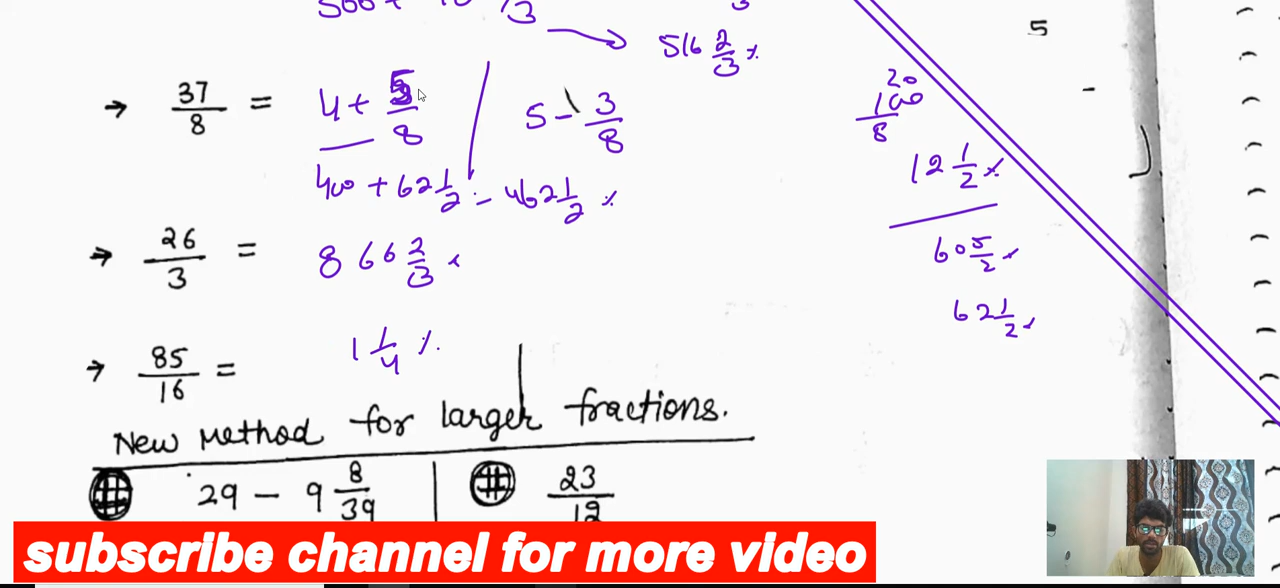 516 2/3 %
5
→ 37/8 = 4 + 5/8 | 5 - 3/8
100/8
20
12 1/2 %
400 + 62 1/2 = 462 1/2 %
→ 26/3 = 866 2/3 %
60 5/2 %
62 1/2 %
→ 85/16 = 1 1/4 %
New Method for larger fractions.
29 - 9 8/39
23/12
subscribe channel for more video